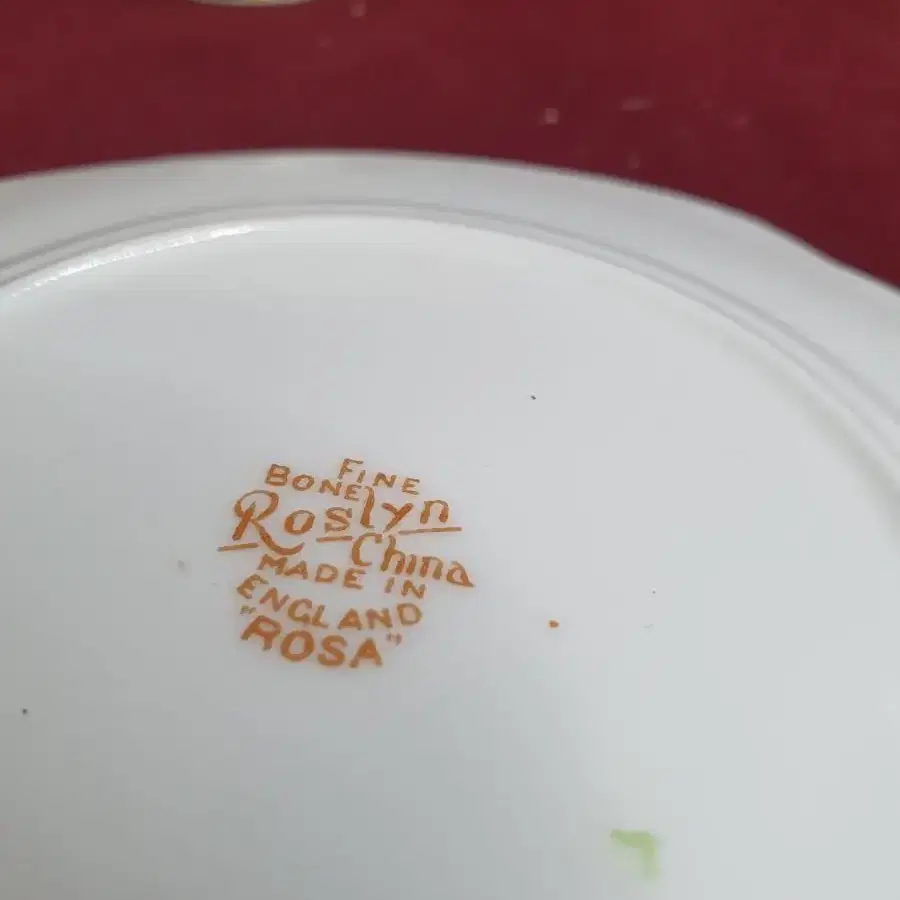 FINE
BONE
Roslyn
China
MADE IN
ENGLAND
"ROSA"